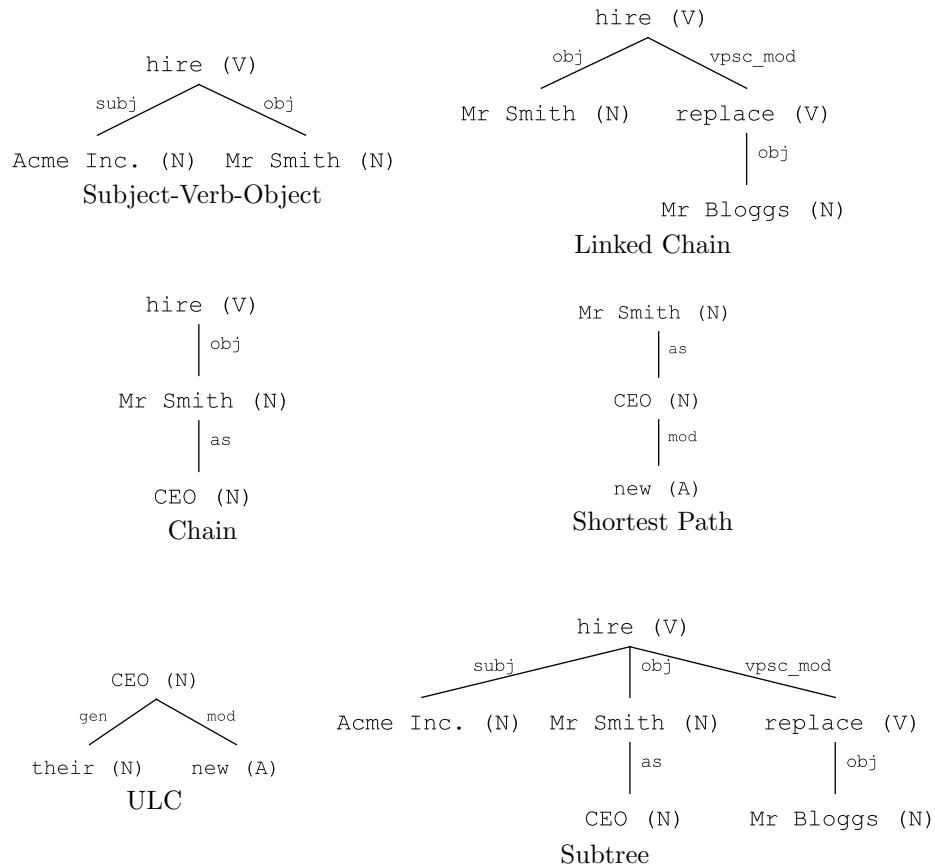 hire (V)
subj obj
Acme Inc. (N) Mr Smith (N)
Subject-Verb-Object
hire (V)
obj vpsc_mod
Mr Smith (N) replace (V)
obj
Mr Bloggs (N)
Linked Chain
hire (V)
obj
Mr Smith (N)
as
CEO (N)
Chain
Mr Smith (N)
as
CEO (N)
mod
new (A)
Shortest Path
CEO (N)
gen mod
their (N) new (A)
ULC
hire (V)
subj obj vpsc_mod
Acme Inc. (N) Mr Smith (N) replace (V)
as obj
CEO (N) Mr Bloggs (N)
Subtree